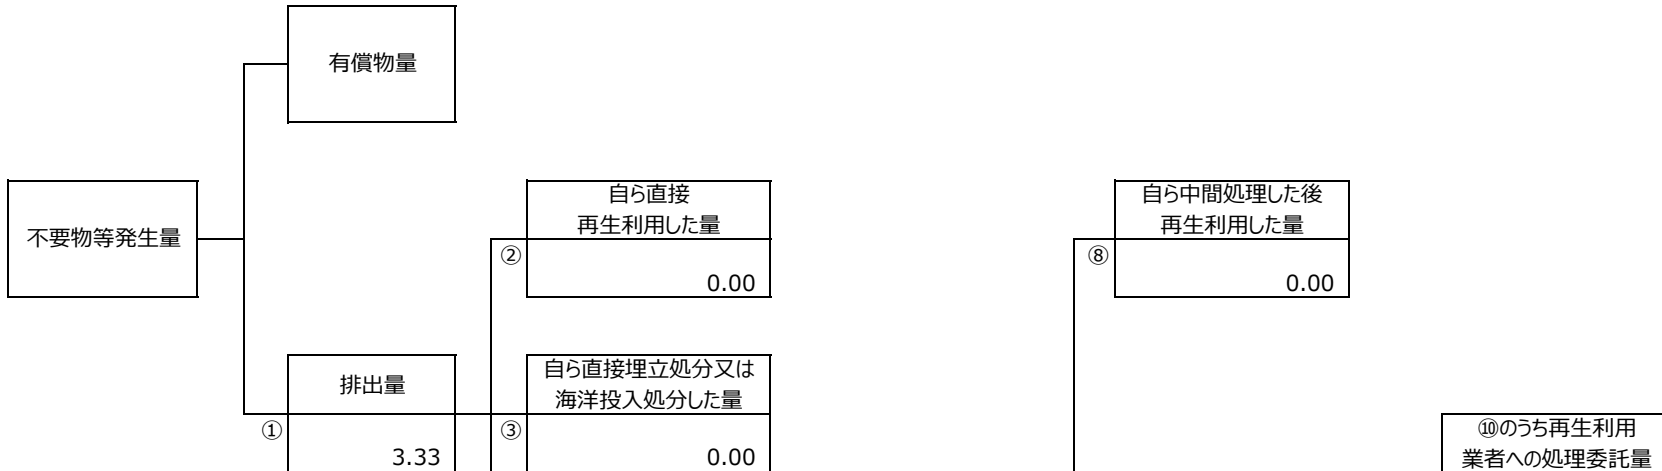 有償物量
不要物等発生量
自ら直接
再生利用した量
②
0.00
自ら中間処理した後
再生利用した量
⑧
0.00
排出量
①
3.33
自ら直接埋立処分又は
海洋投入処分した量
③
0.00
⑩のうち再生利用
業者への処理委託量